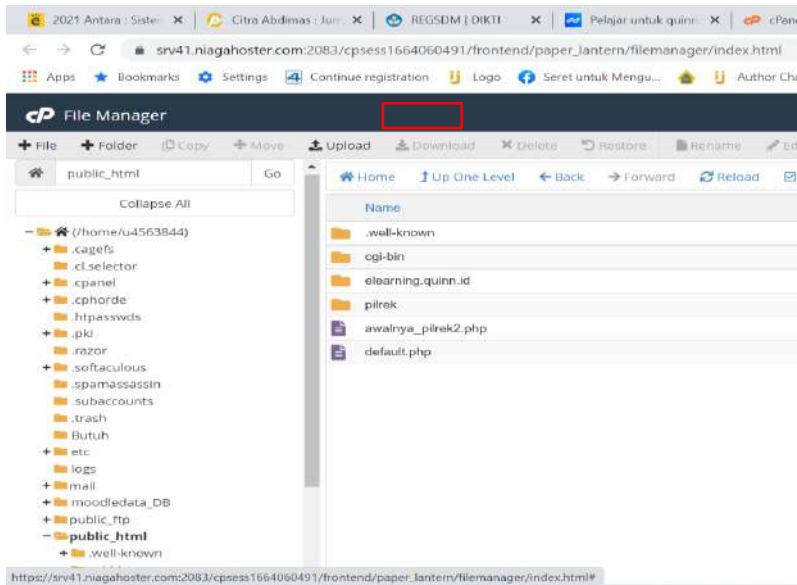 2021 Antara : Sister
Citra Abdimas : Jurn
REGSDM | DIKTI
Pelajar untuk quinn.
cPan
srv41.niagahoster.com:2083/cpsess1664060491/frontend/paper_lantern/filemanager/index.html
Apps Bookmarks Settings Continue registration Logo Seret untuk Mengu... Author Cha
cP File Manager
File Folder Copy Move Upload Download Delete Restore Rename Ed
public_html Go
Home Up One Level Back Forward Reload
Collapse All
Name
(/home/u4563844)
.cagefs
.cl.selector
.cpanel
.cphorde
.htpasswds
.pki
.razor
.softaculous
.spamassassin
.subaccounts
.trash
Butuh
etc
logs
mail
moodledata_DB
public_ftp
public_html
.well-known
.well-known
cgi-bin
elearning.quinn.id
pilrek
awalnya_pilrek2.php
default.php
https://srv41.niagahoster.com:2083/cpsess1664060491/frontend/paper_lantern/filemanager/index.html#